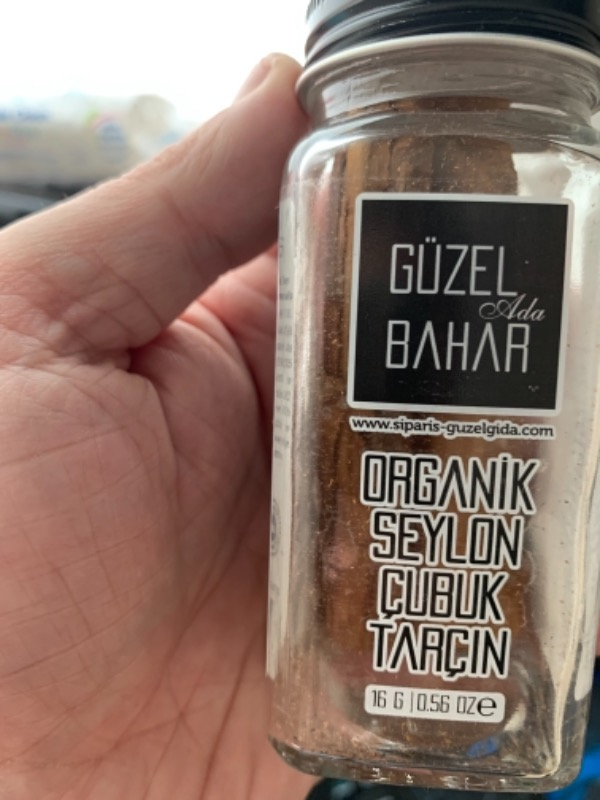 GÜZEL
Ada
BAHAR
www.siparis-guzelgida.com
ORGANİK
SEYLON
ÇUBUK
TARÇIN
16 G | 0.56 OZ e